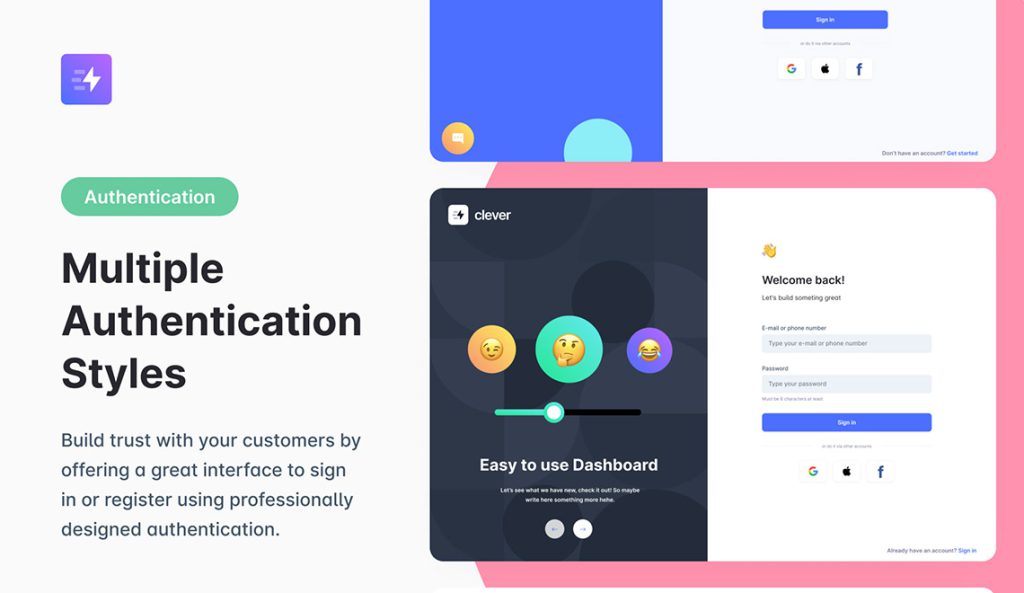 Authentication
Multiple
Authentication
Styles
Build trust with your customers by
offering a great interface to sign
in or register using professionally
designed authentication.
Sign in
or do it via other accounts
Don't have an account? Get started
clever
Easy to use Dashboard
Let's see what we have new, check it out! So maybe
write here something more hehe.
Welcome back!
Let's build someting great
E-mail or phone number
Type your e-mail or phone number
Password
Type your password
Must be 8 characters at least
Sign in
or do it via other accounts
Already have an account? Sign in